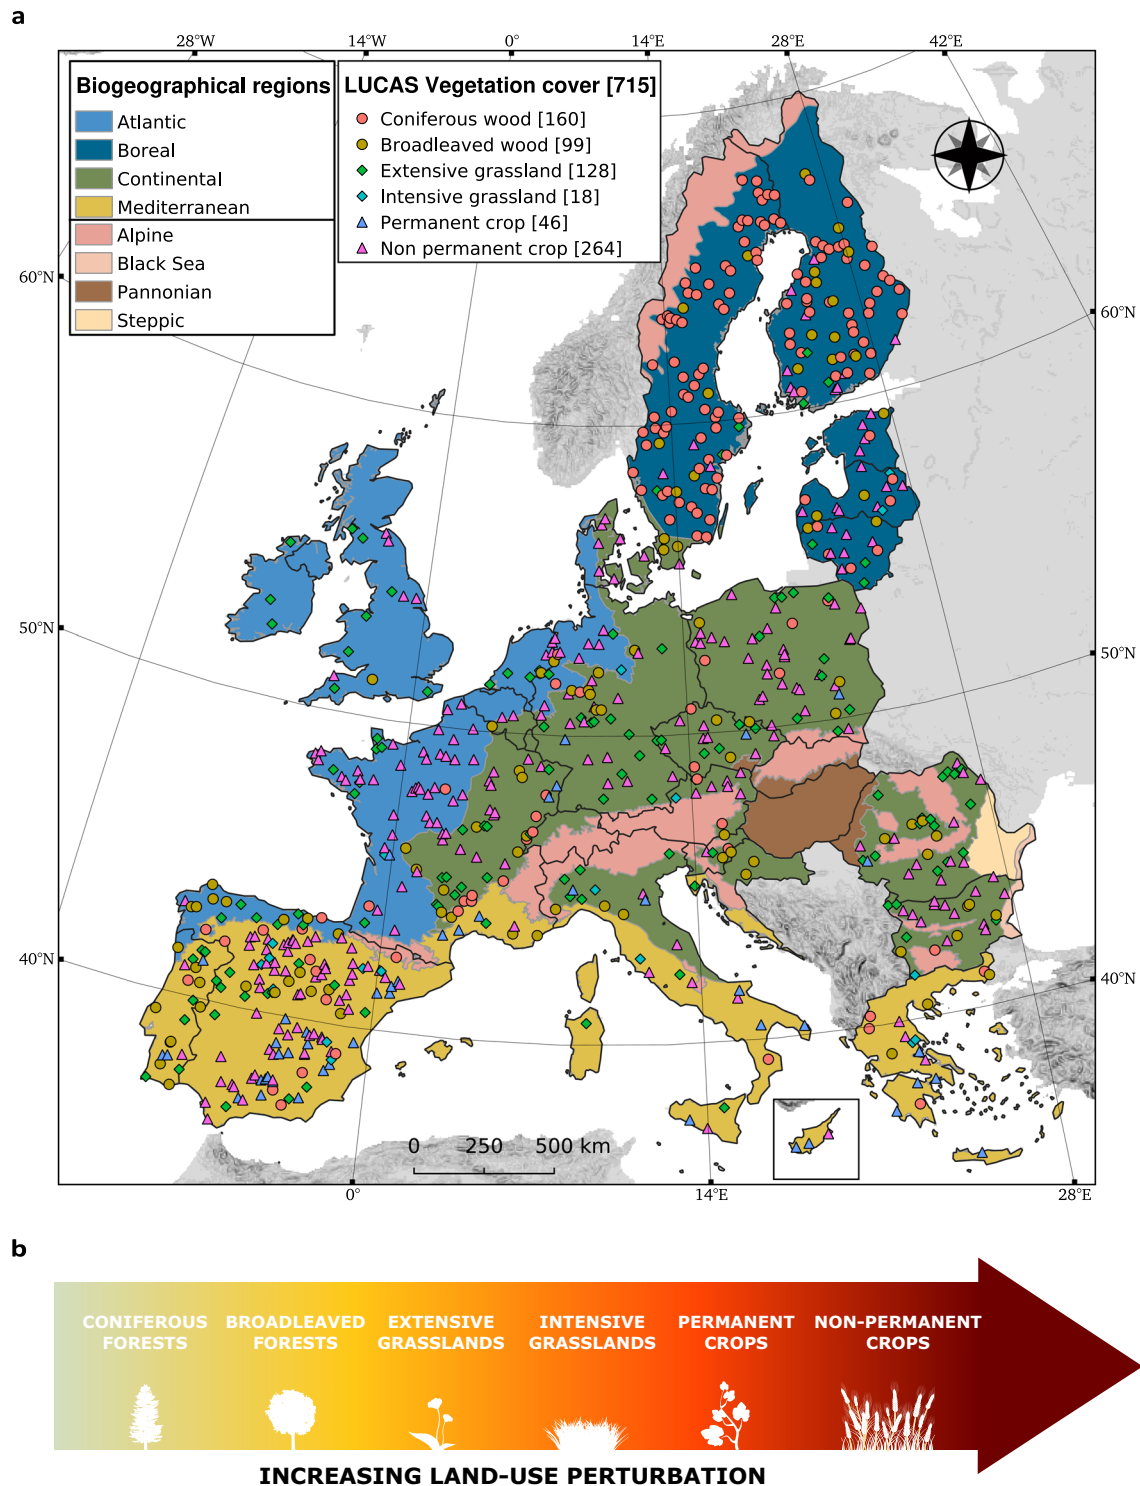 a
28°W
14°W
0°
14°E
28°E
42°E
Biogeographical regions
Atlantic
Boreal
Continental
Mediterranean
Alpine
Black Sea
Pannonian
Steppic
LUCAS Vegetation cover [715]
Coniferous wood [160]
Broadleaved wood [99]
Extensive grassland [128]
Intensive grassland [18]
Permanent crop [46]
Non permanent crop [264]
60°N
60°N
50°N
50°N
40°N
40°N
0 250 500 km
0°
14°E
28°E
b
CONIFEROUS FORESTS
BROADLEAVED FORESTS
EXTENSIVE GRASSLANDS
INTENSIVE GRASSLANDS
PERMANENT CROPS
NON-PERMANENT CROPS
INCREASING LAND-USE PERTURBATION